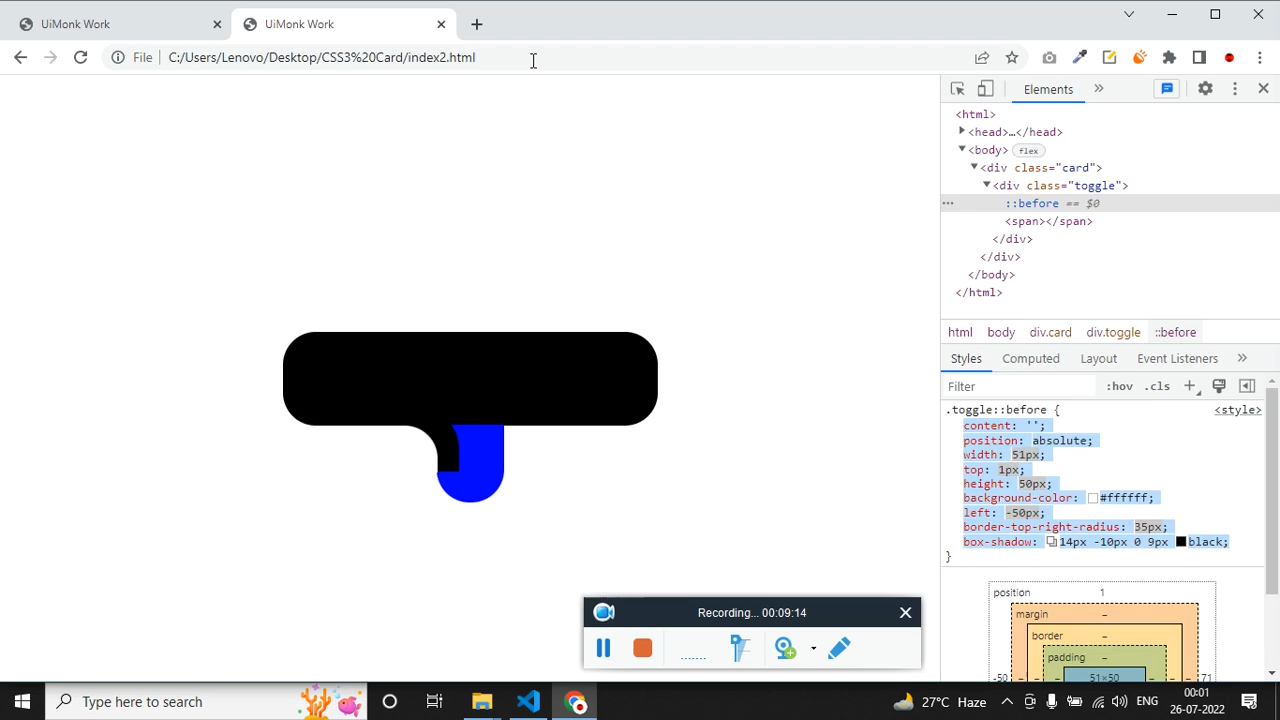 UiMonk Work
UiMonk Work
File C:/Users/Lenovo/Desktop/CSS3%20Card/index2.html
Elements
<html>
<head>…</head>
<body> flex
<div class="card">
<div class="toggle">
::before == $0
<span></span>
</div>
</div>
</body>
</html>
html body div.card div.toggle ::before
Styles Computed Layout Event Listeners
Filter :hov .cls
.toggle::before { <style>
content: '';
position: absolute;
width: 51px;
top: 1px;
height: 50px;
background-color: #ffffff;
left: -50px;
border-top-right-radius: 35px;
box-shadow: 14px -10px 0 9px black;
}
position 1
margin –
border –
padding –
-50 51×50 71
Recording... 00:09:14
Type here to search
27°C Haze ENG 00:01
26-07-2022